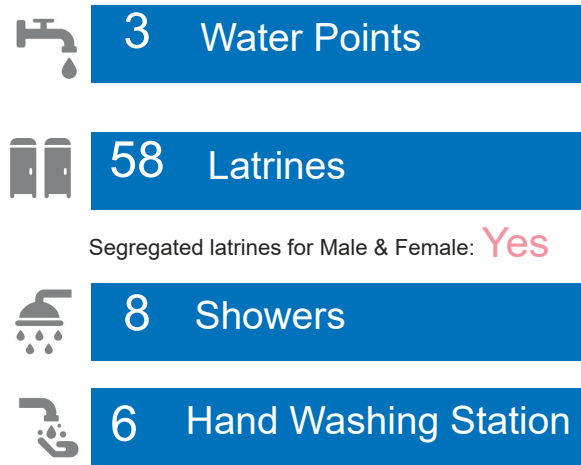 3 Water Points
58 Latrines
Segregated latrines for Male & Female: Yes
8 Showers
6 Hand Washing Station